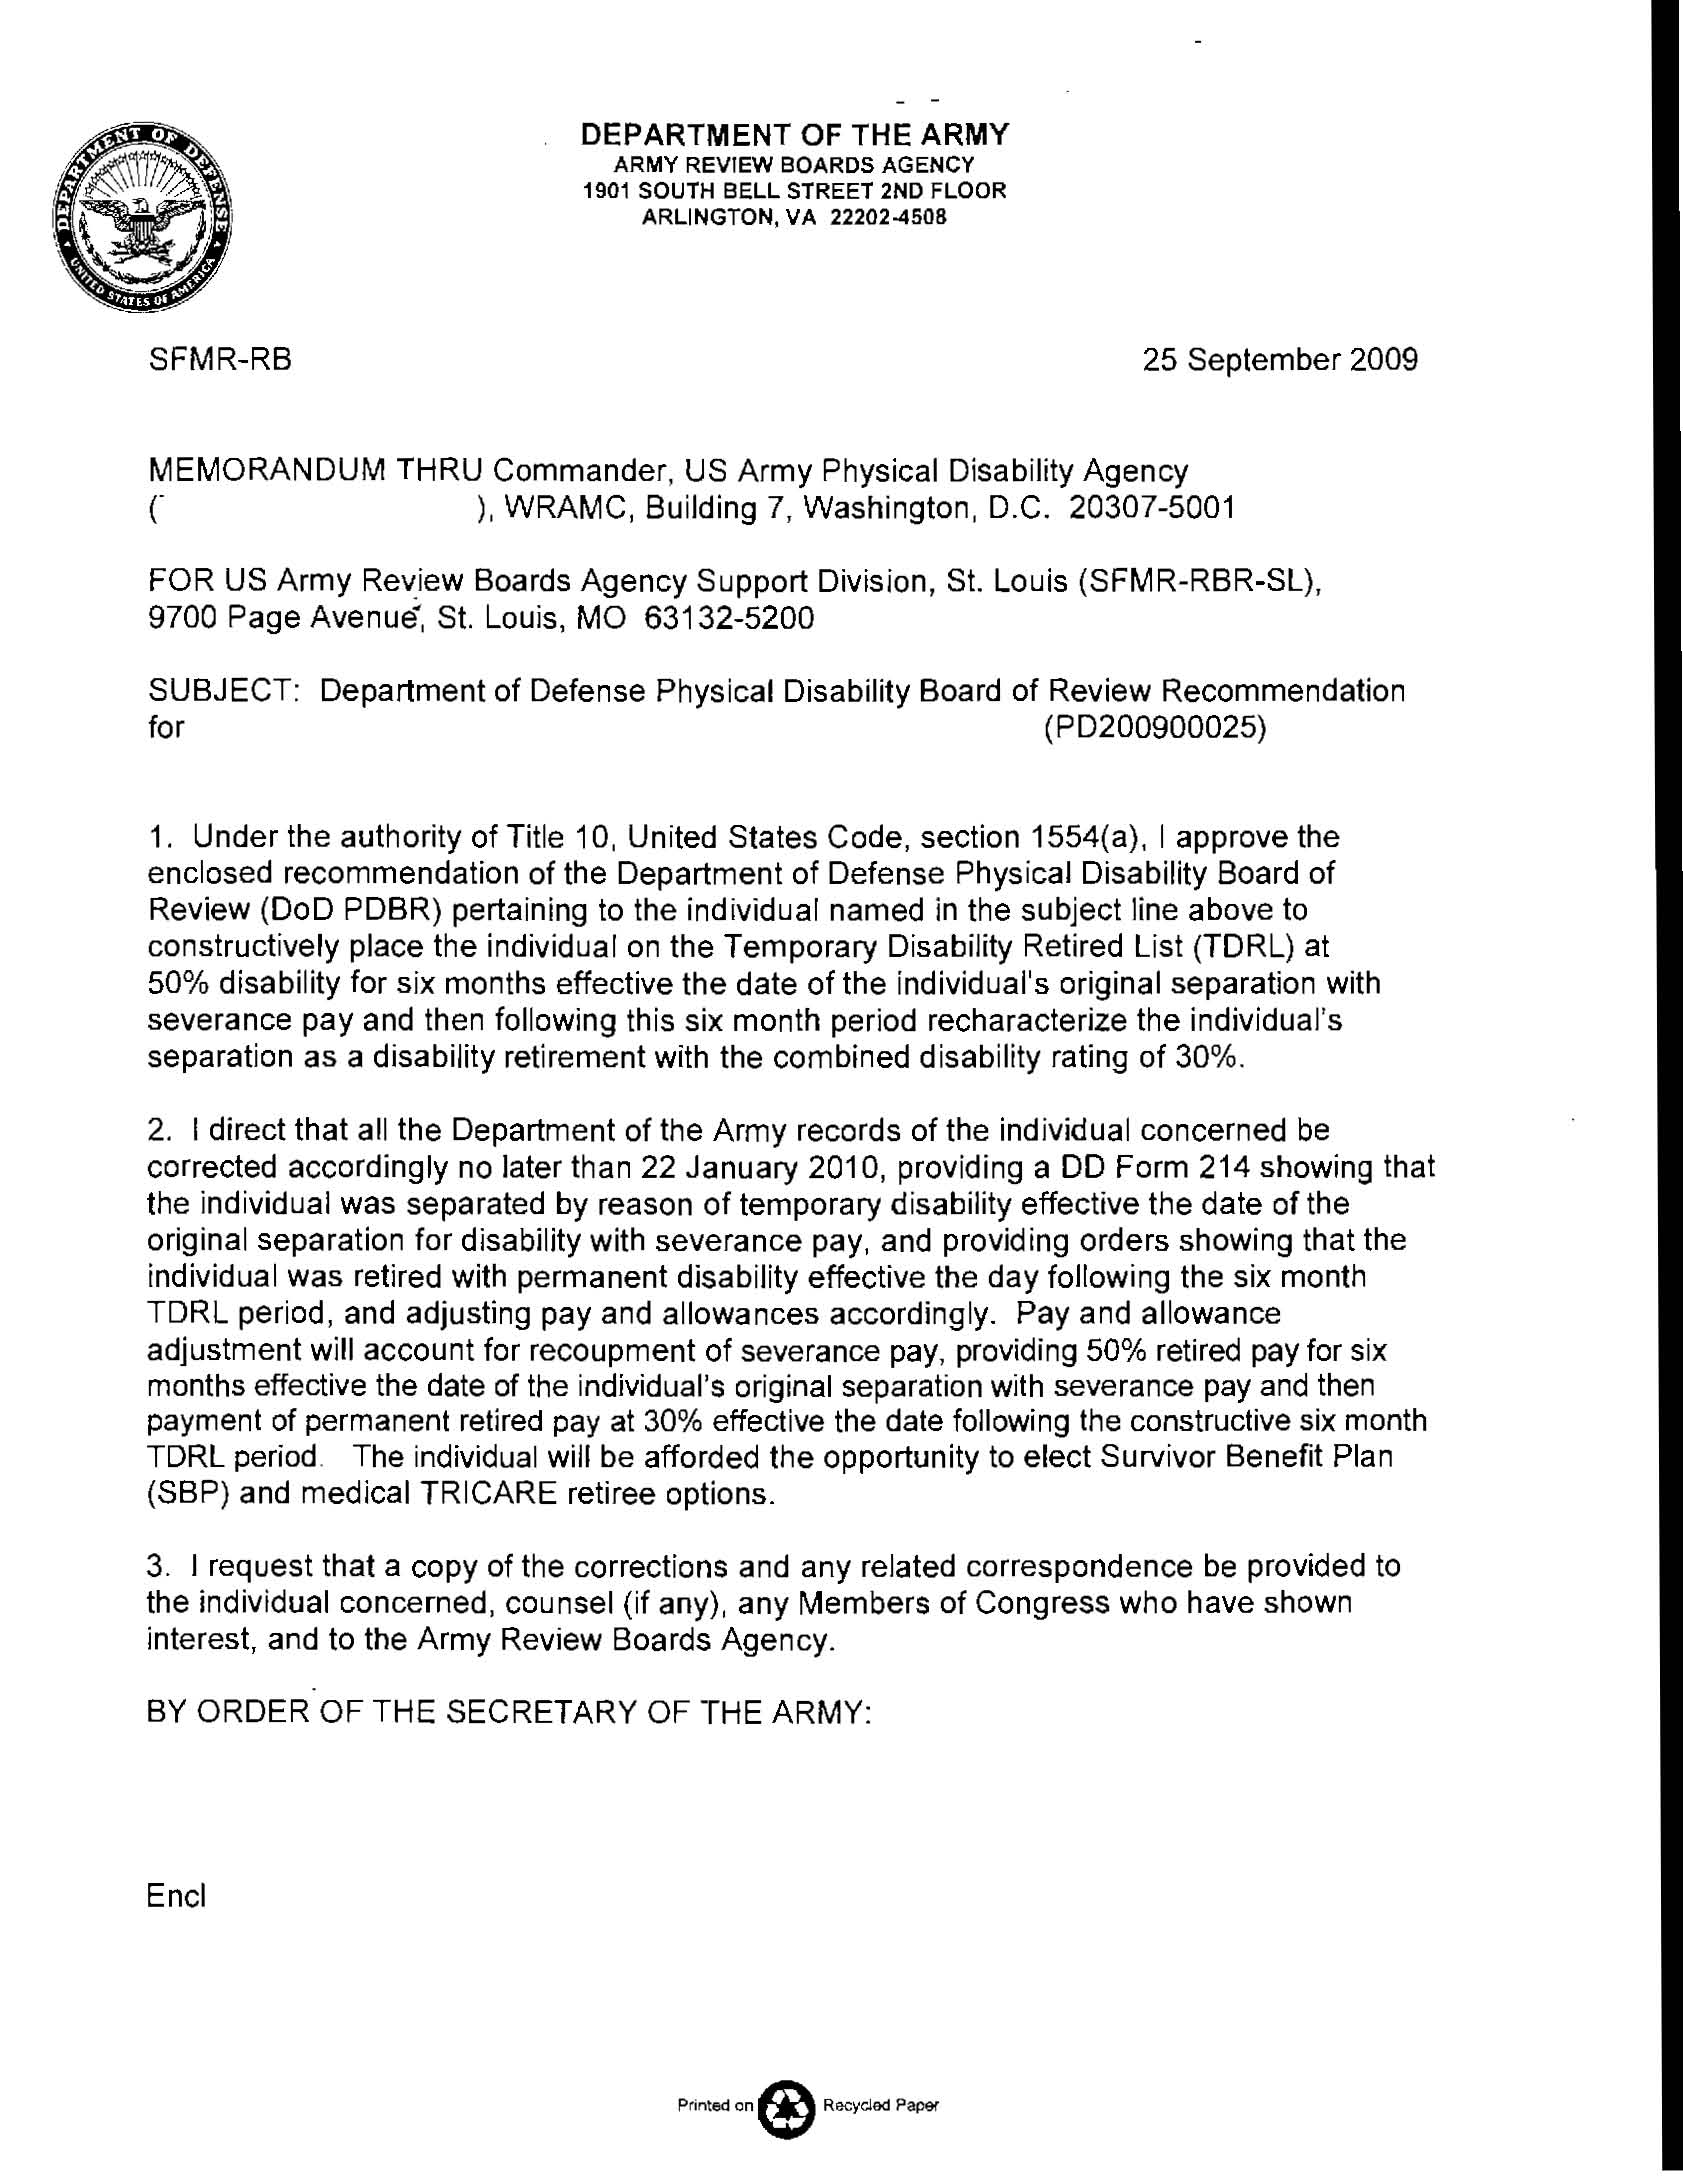 DEPARTMENT OF DEFENSE
UNITED STATES OF AMERICA
DEPARTMENT OF THE ARMY
ARMY REVIEW BOARDS AGENCY
1901 SOUTH BELL STREET 2ND FLOOR
ARLINGTON, VA 22202-4508
SFMR-RB 25 September 2009
MEMORANDUM THRU Commander, US Army Physical Disability Agency
( ), WRAMC, Building 7, Washington, D.C. 20307-5001
FOR US Army Review Boards Agency Support Division, St. Louis (SFMR-RBR-SL),
9700 Page Avenue, St. Louis, MO 63132-5200
SUBJECT: Department of Defense Physical Disability Board of Review Recommendation
for (PD200900025)
1. Under the authority of Title 10, United States Code, section 1554(a), I approve the
enclosed recommendation of the Department of Defense Physical Disability Board of
Review (DoD PDBR) pertaining to the individual named in the subject line above to
constructively place the individual on the Temporary Disability Retired List (TDRL) at
50% disability for six months effective the date of the individual's original separation with
severance pay and then following this six month period recharacterize the individual's
separation as a disability retirement with the combined disability rating of 30%.
2. I direct that all the Department of the Army records of the individual concerned be
corrected accordingly no later than 22 January 2010, providing a DD Form 214 showing that
the individual was separated by reason of temporary disability effective the date of the
original separation for disability with severance pay, and providing orders showing that the
individual was retired with permanent disability effective the day following the six month
TDRL period, and adjusting pay and allowances accordingly. Pay and allowance
adjustment will account for recoupment of severance pay, providing 50% retired pay for six
months effective the date of the individual's original separation with severance pay and then
payment of permanent retired pay at 30% effective the date following the constructive six month
TDRL period. The individual will be afforded the opportunity to elect Survivor Benefit Plan
(SBP) and medical TRICARE retiree options.
3. I request that a copy of the corrections and any related correspondence be provided to
the individual concerned, counsel (if any), any Members of Congress who have shown
interest, and to the Army Review Boards Agency.
BY ORDER OF THE SECRETARY OF THE ARMY:
Encl
Printed on Recycled Paper